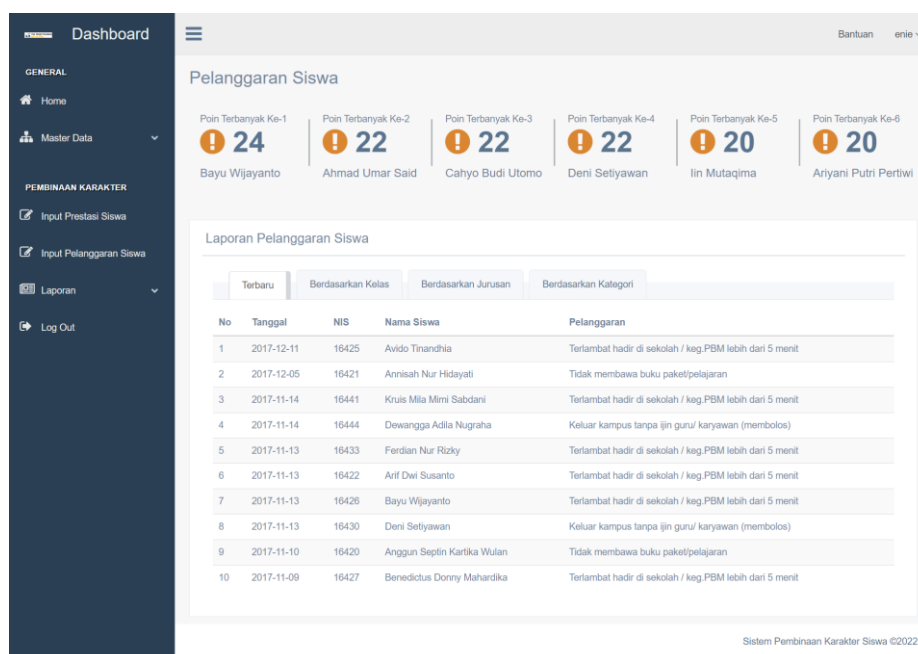 Dashboard
Bantuan enie
GENERAL
Home
Master Data
PEMBINAAN KARAKTER
Input Prestasi Siswa
Input Pelanggaran Siswa
Laporan
Log Out
Pelanggaran Siswa
Poin Terbanyak Ke-1 Poin Terbanyak Ke-2 Poin Terbanyak Ke-3 Poin Terbanyak Ke-4 Poin Terbanyak Ke-5 Poin Terbanyak Ke-6
24 22 22 22 20 20
Bayu Wijayanto Ahmad Umar Said Cahyo Budi Utomo Deni Setiyawan Iin Mutaqima Ariyani Putri Pertiwi
Laporan Pelanggaran Siswa
Terbaru Berdasarkan Kelas Berdasarkan Jurusan Berdasarkan Kategori
No Tanggal NIS Nama Siswa Pelanggaran
1 2017-12-11 16425 Avido Tinandhia Terlambat hadir di sekolah / keg.PBM lebih dari 5 menit
2 2017-12-05 16421 Annisah Nur Hidayati Tidak membawa buku paket/pelajaran
3 2017-11-14 16441 Kruis Mila Mimi Sabdani Terlambat hadir di sekolah / keg.PBM lebih dari 5 menit
4 2017-11-14 16444 Dewangga Adila Nugraha Keluar kampus tanpa ijin guru/ karyawan (membolos)
5 2017-11-13 16433 Ferdian Nur Rizky Terlambat hadir di sekolah / keg.PBM lebih dari 5 menit
6 2017-11-13 16422 Arif Dwi Susanto Terlambat hadir di sekolah / keg.PBM lebih dari 5 menit
7 2017-11-13 16426 Bayu Wijayanto Terlambat hadir di sekolah / keg.PBM lebih dari 5 menit
8 2017-11-13 16430 Deni Setiyawan Keluar kampus tanpa ijin guru/ karyawan (membolos)
9 2017-11-10 16420 Anggun Septin Kartika Wulan Tidak membawa buku paket/pelajaran
10 2017-11-09 16427 Benedictus Donny Mahardika Terlambat hadir di sekolah / keg.PBM lebih dari 5 menit
Sistem Pembinaan Karakter Siswa ©2022